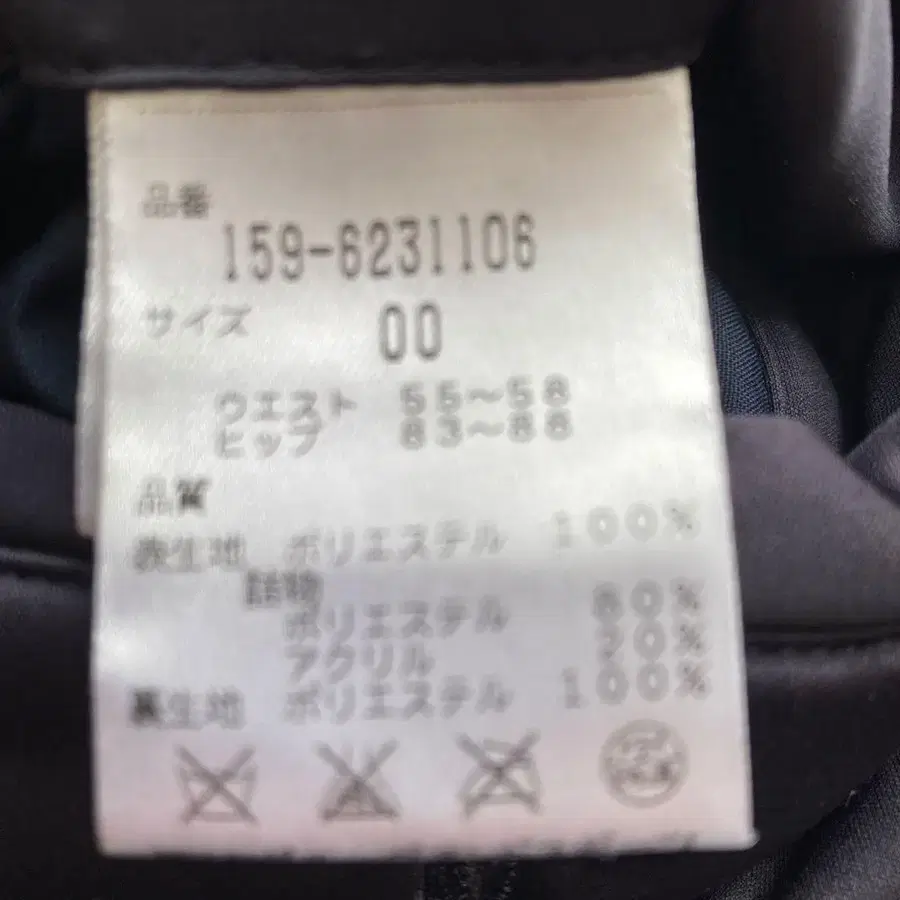 品番
159-6231106
サイズ 00
ウエスト 55～58
ヒップ 83～88
品質
表生地 ポリエステル 100%
詰物
ポリエステル 80%
アクリル 20%
裏生地 ポリエステル 100%